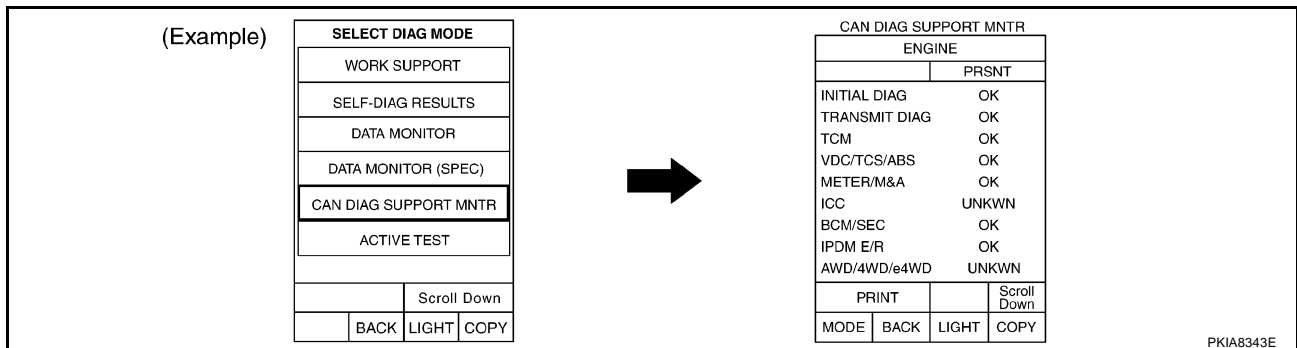 (Example)
SELECT DIAG MODE
WORK SUPPORT
SELF-DIAG RESULTS
DATA MONITOR
DATA MONITOR (SPEC)
CAN DIAG SUPPORT MNTR
ACTIVE TEST
Scroll Down
BACK LIGHT COPY
CAN DIAG SUPPORT MNTR
ENGINE
PRSNT
INITIAL DIAG OK
TRANSMIT DIAG OK
TCM OK
VDC/TCS/ABS OK
METER/M&A OK
ICC UNKWN
BCM/SEC OK
IPDM E/R OK
AWD/4WD/e4WD UNKWN
PRINT Scroll
Down
MODE BACK LIGHT COPY
PKIA8343E